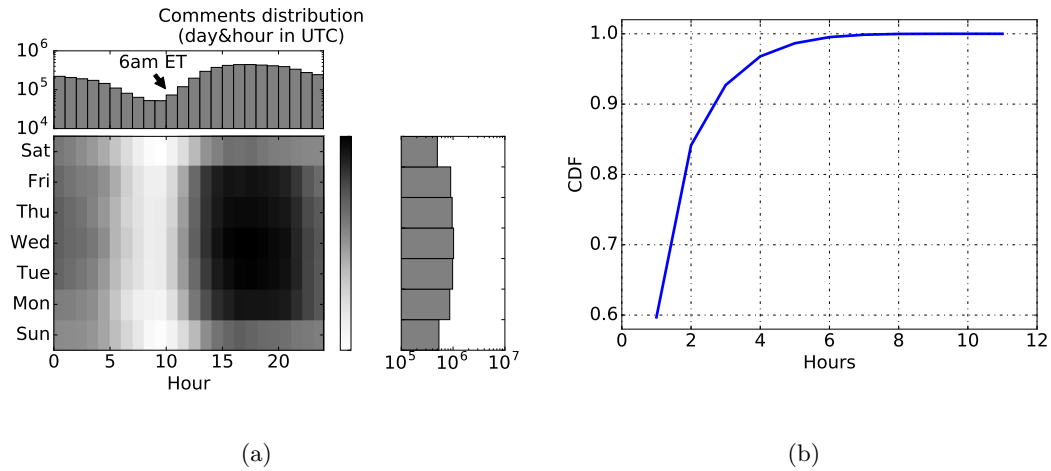 Comments distribution
(day&hour in UTC)
10^6
10^5
10^4
6am ET
Sat
Fri
Thu
Wed
Tue
Mon
Sun
0 5 10 15 20
Hour
10^5 10^6 10^7
(a)
1.0
0.9
0.8
0.7
0.6
CDF
0 2 4 6 8 10 12
Hours
(b)